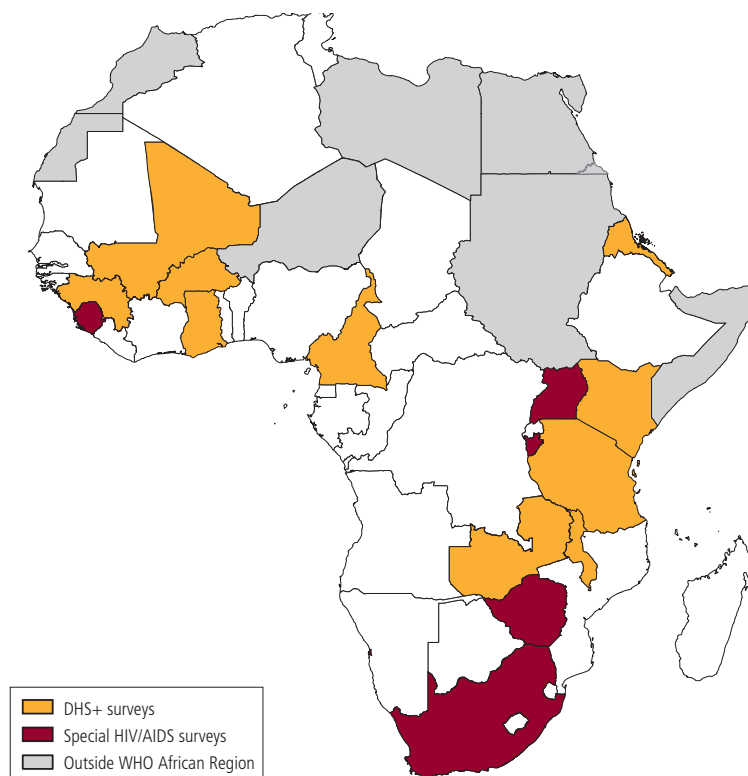 DHS+ surveys
Special HIV/AIDS surveys
Outside WHO African Region